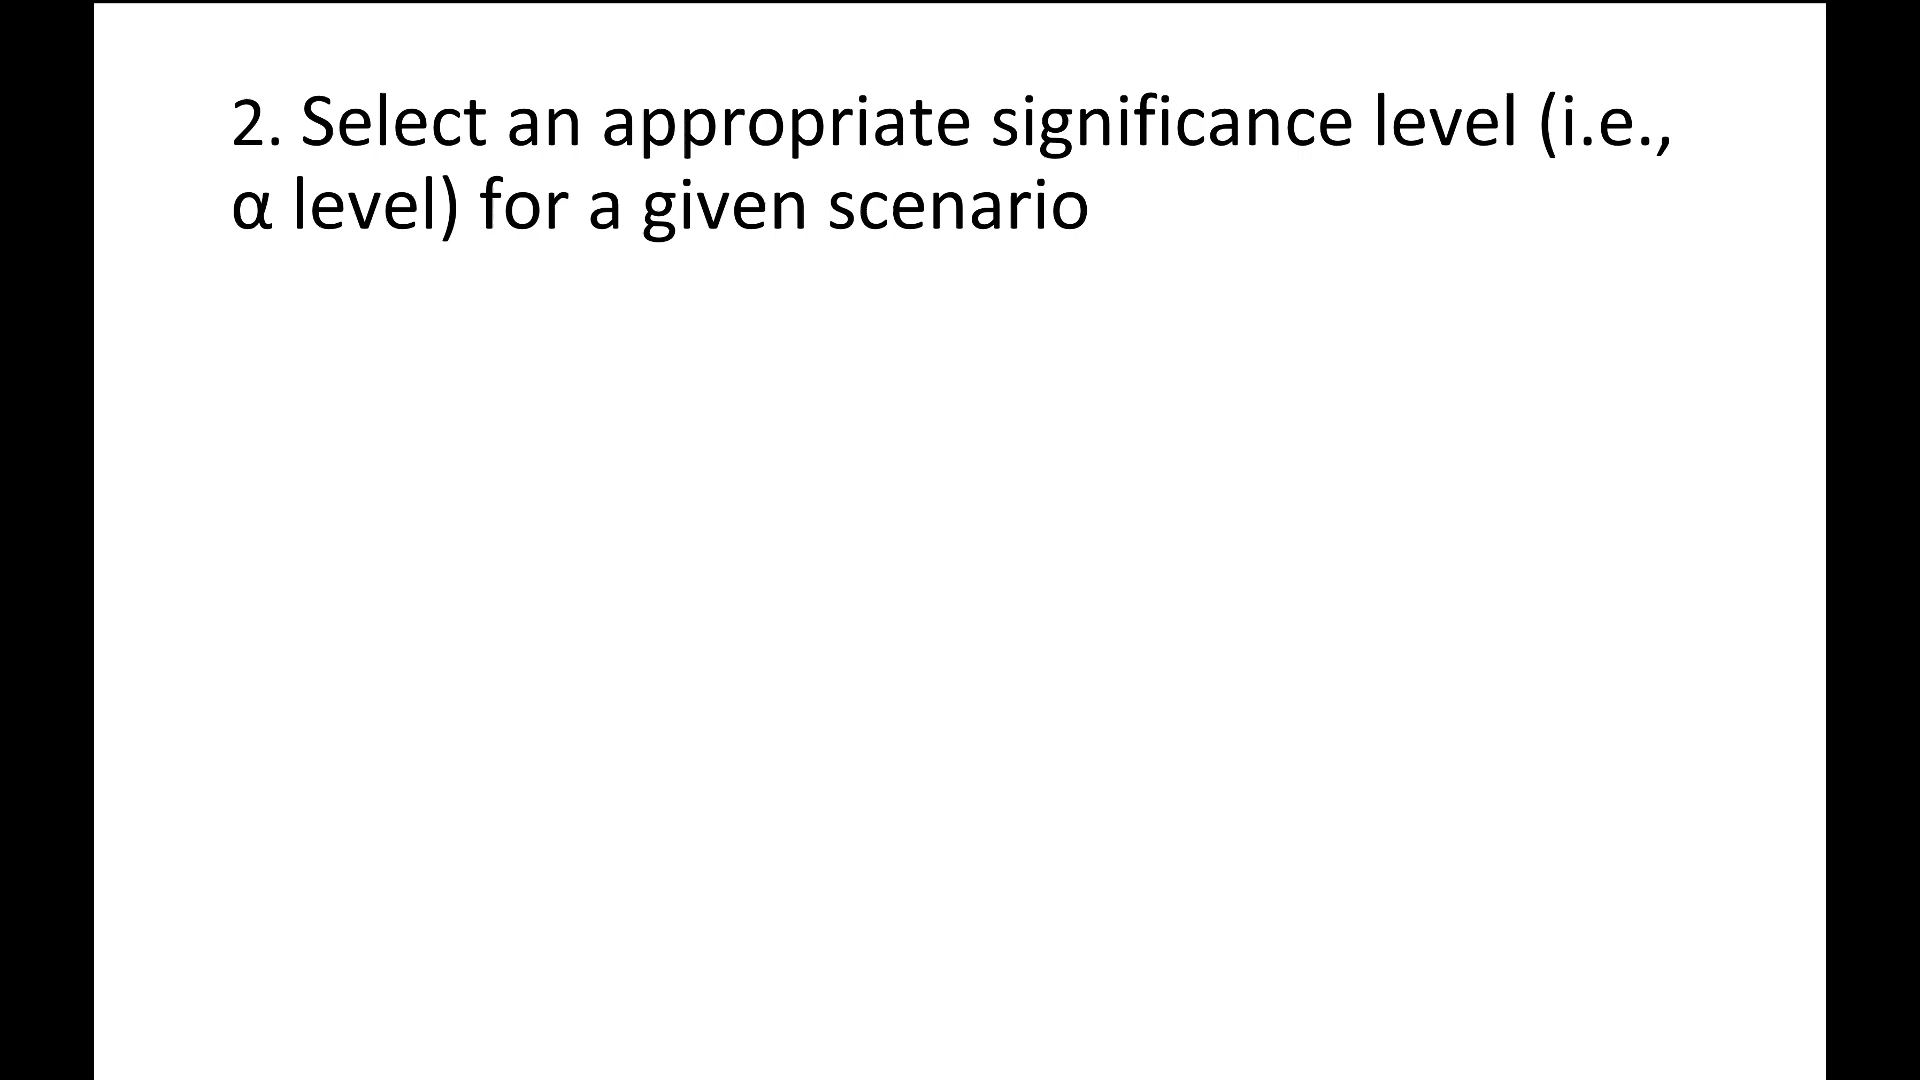 2. Select an appropriate significance level (i.e.,
α level) for a given scenario